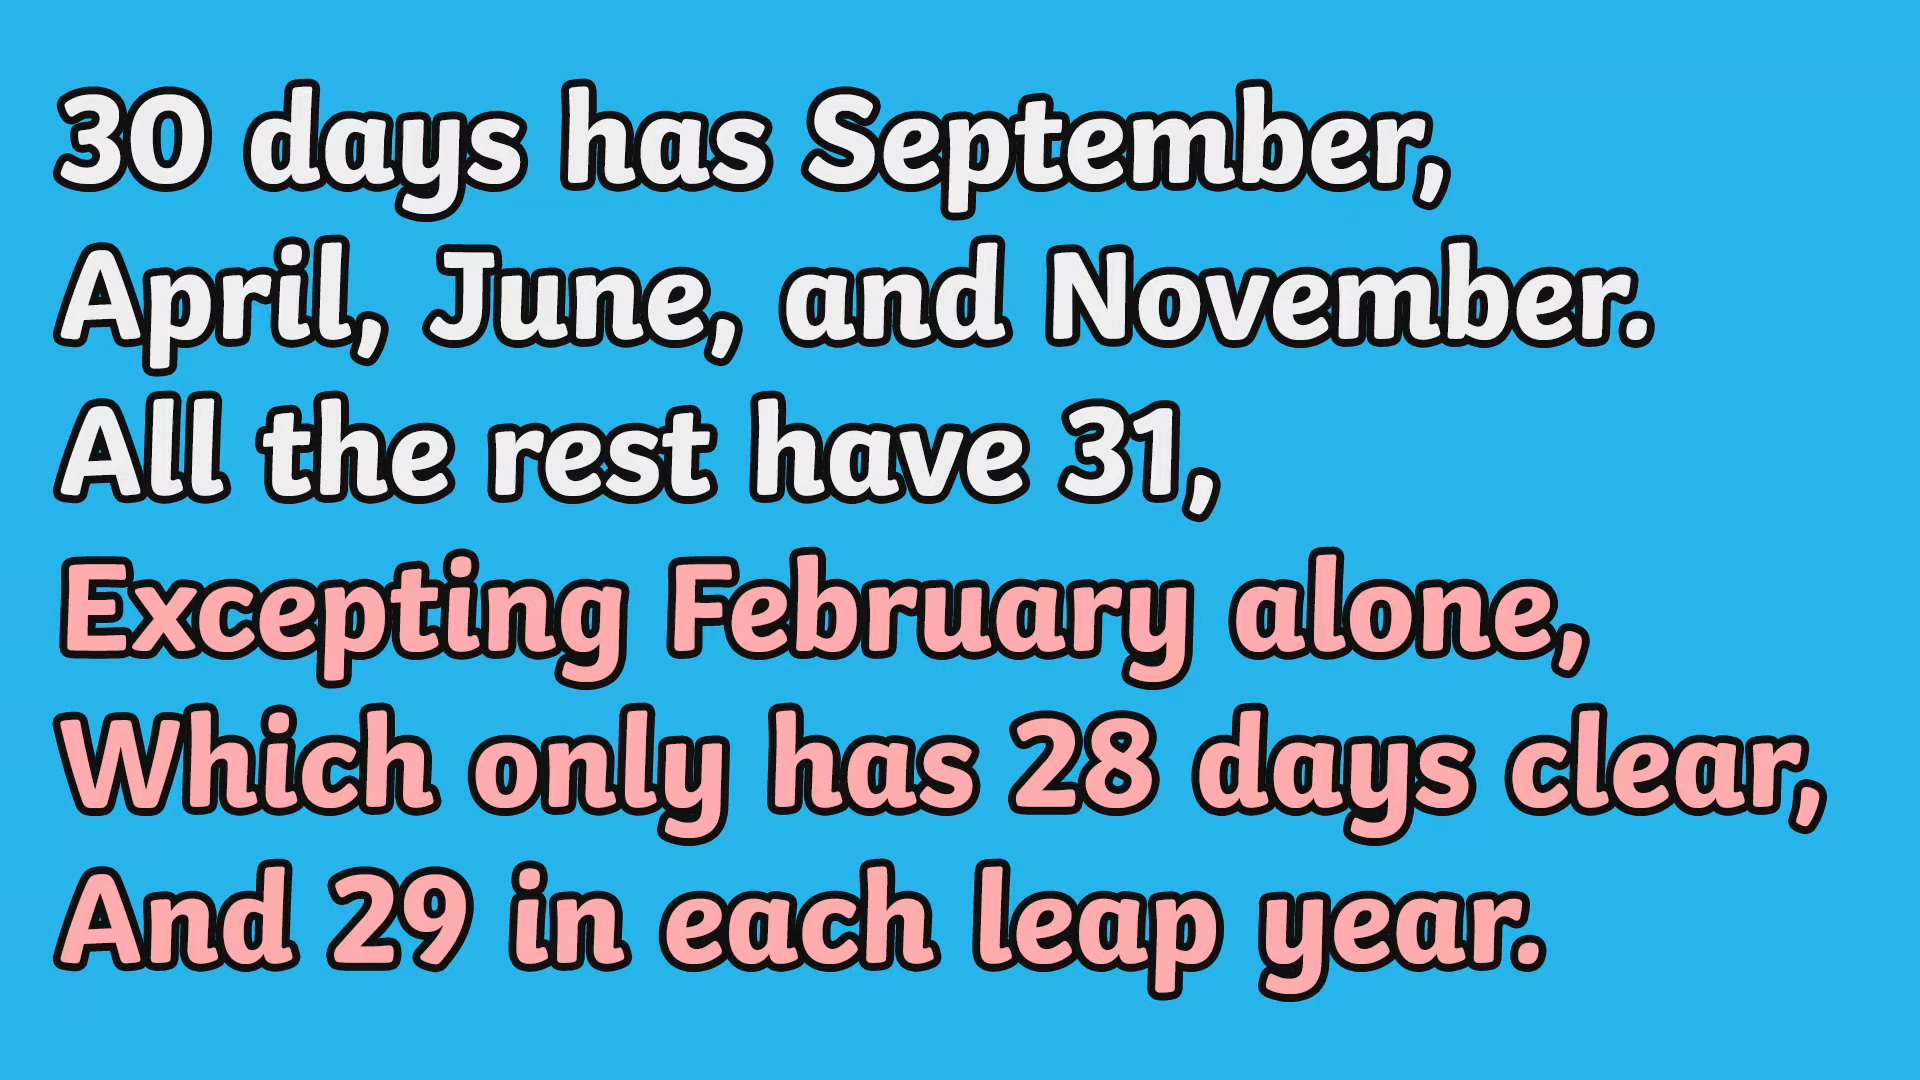 30 days has September,
April, June, and November.
All the rest have 31,
Excepting February alone,
Which only has 28 days clear,
And 29 in each leap year.